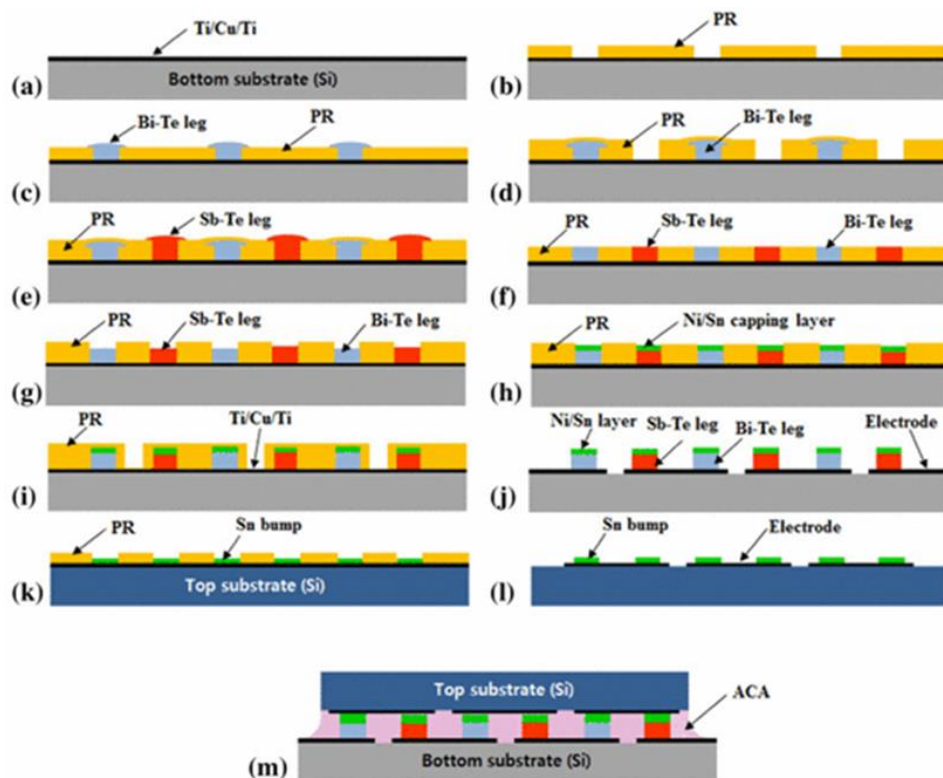 Ti/Cu/Ti
Bottom substrate (Si)
(a)
PR
(b)
Bi-Te leg
PR
(c)
PR
Bi-Te leg
(d)
PR
Sb-Te leg
(e)
Sb-Te leg
Bi-Te leg
(f)
PR
Sb-Te leg
Bi-Te leg
(g)
Ni/Sn capping layer
PR
(h)
Ti/Cu/Ti
PR
(i)
Ni/Sn layer
Sb-Te leg
Bi-Te leg
Electrode
(j)
PR
Sn bump
Top substrate (Si)
(k)
Sn bump
Electrode
(l)
Top substrate (Si)
ACA
Bottom substrate (Si)
(m)